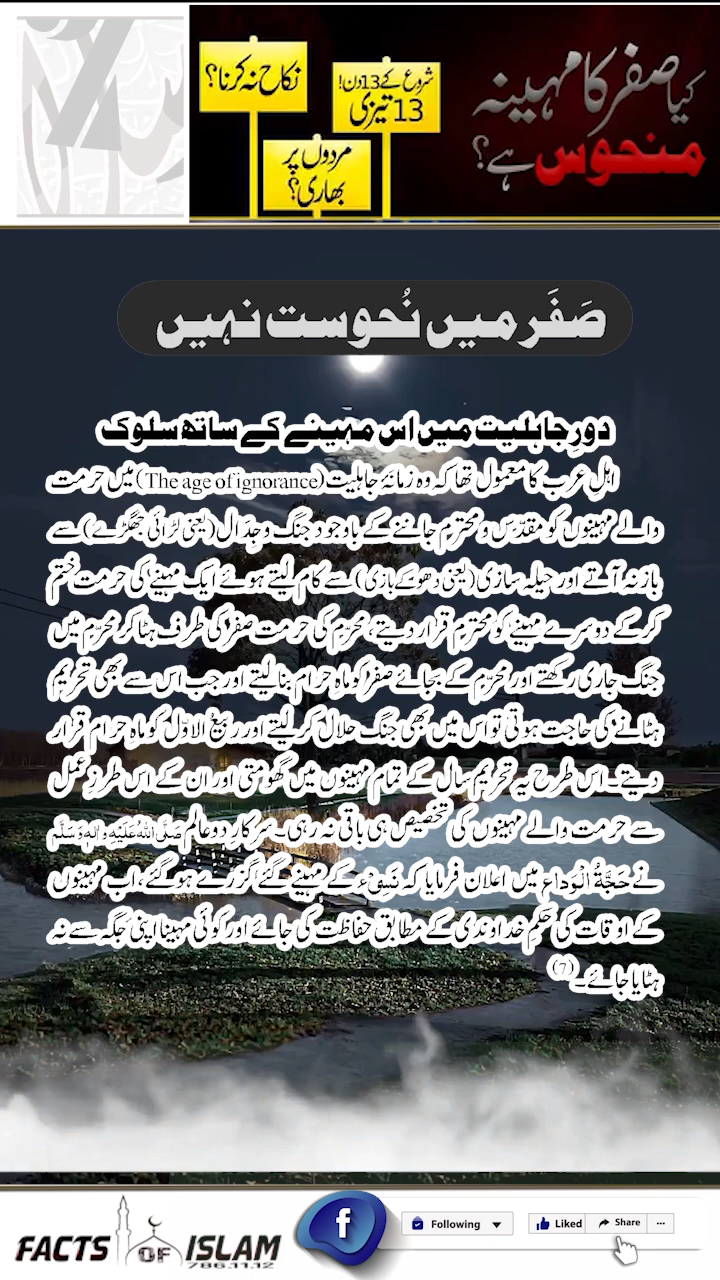 کیا صفر کا مہینہ
منحوس ہے؟
شروع کے 13 دن!
13 تیزی
نکاح نہ کرنا؟
مردوں پر
بھاری؟
صَفَر میں نُحوست نہیں
دورِ جاہلیت میں اس مہینے کے ساتھ سلوک
اہلِ عرب کا معمول تھا کہ وہ زمانۂ جاہلیت (The age of ignorance) میں حرمت
والے مہینوں کو مقدّس و محترم جاننے کے باوجود جنگ و جِدَال (یعنی لڑائی جھگڑے) سے
باز نہ آتے اور حیلہ سازی (یعنی دھوکے بازی) سے کام لیتے ہوئے ایک مہینے کی حرمت ختم
کر کے دوسرے مہینے کو محترم قرار دیتے، محرم کی حرمت صفر کی طرف ہٹا کر محرم میں
جنگ جاری رکھتے اور محرّم کے بجائے صفر کو ماہِ حرام بنا لیتے اور جب اس سے بھی تحریم
ہٹانے کی حاجت ہوتی تو اس میں بھی جنگ حلال کر لیتے اور ربیعُ الاوّل کو ماہِ حرام قرار
دیتے۔ اس طرح یہ تحریم سال کے تمام مہینوں میں گھومتی اور ان کے اس طرزِ عمل
سے حرمت والے مہینوں کی تخصیص ہی باقی نہ رہی۔ سرکارِ دو عالم صَلَّی اللہُ عَلَیْہِ واٰلِہٖ وَسَلَّم
نے حَجَّۃُ الْوَداع میں اعلان فرمایا کہ نَسِیْء کے مہینے گئے گزرے ہو گئے، اب مہینوں
کے اوقات کی حکمِ خداوندی کے مطابق حفاظت کی جائے اور کوئی مہینا اپنی جگہ سے نہ
ہٹایا جائے۔(7)
FACTS OF ISLAM
786.11.12
f
Following
Liked
Share